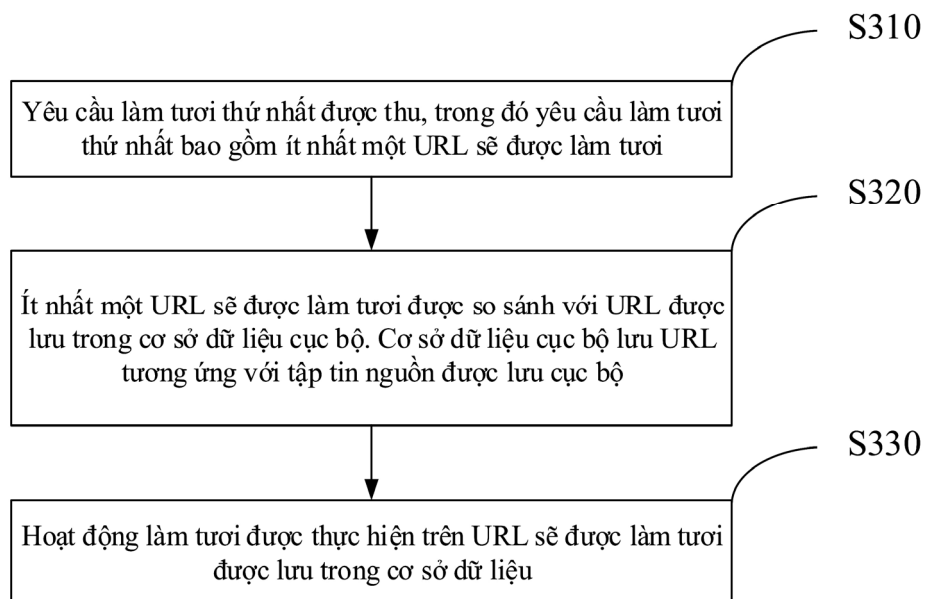 S310
Yêu cầu làm tươi thứ nhất được thu, trong đó yêu cầu làm tươi
thứ nhất bao gồm ít nhất một URL sẽ được làm tươi
S320
Ít nhất một URL sẽ được làm tươi được so sánh với URL được
lưu trong cơ sở dữ liệu cục bộ. Cơ sở dữ liệu cục bộ lưu URL
tương ứng với tập tin nguồn được lưu cục bộ
S330
Hoạt động làm tươi được thực hiện trên URL sẽ được làm tươi
được lưu trong cơ sở dữ liệu